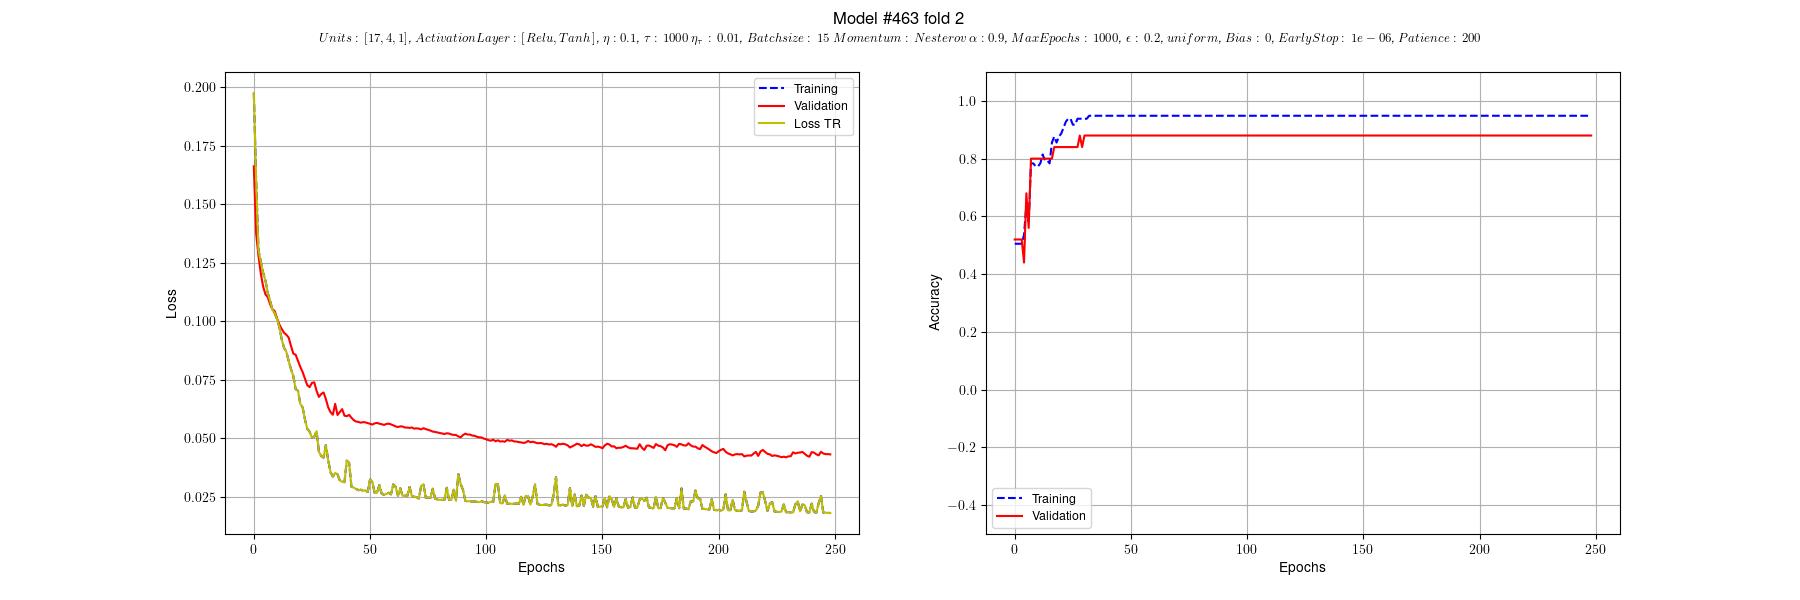 Model #463 fold 2
Units : [17, 4, 1], ActivationLayer : [Relu, Tanh], η : 0.1, τ : 1000 ητ : 0.01, Batchsize : 15 Momentum : Nesterov α : 0.9, MaxEpochs : 1000, ϵ : 0.2, uniform, Bias : 0, EarlyStop : 1e − 06, Patience : 200
Loss
0.200
0.175
0.150
0.125
0.100
0.075
0.050
0.025
Training
Validation
Loss TR
0
50
100
150
200
250
Epochs
Accuracy
1.0
0.8
0.6
0.4
0.2
0.0
−0.2
−0.4
Training
Validation
0
50
100
150
200
250
Epochs